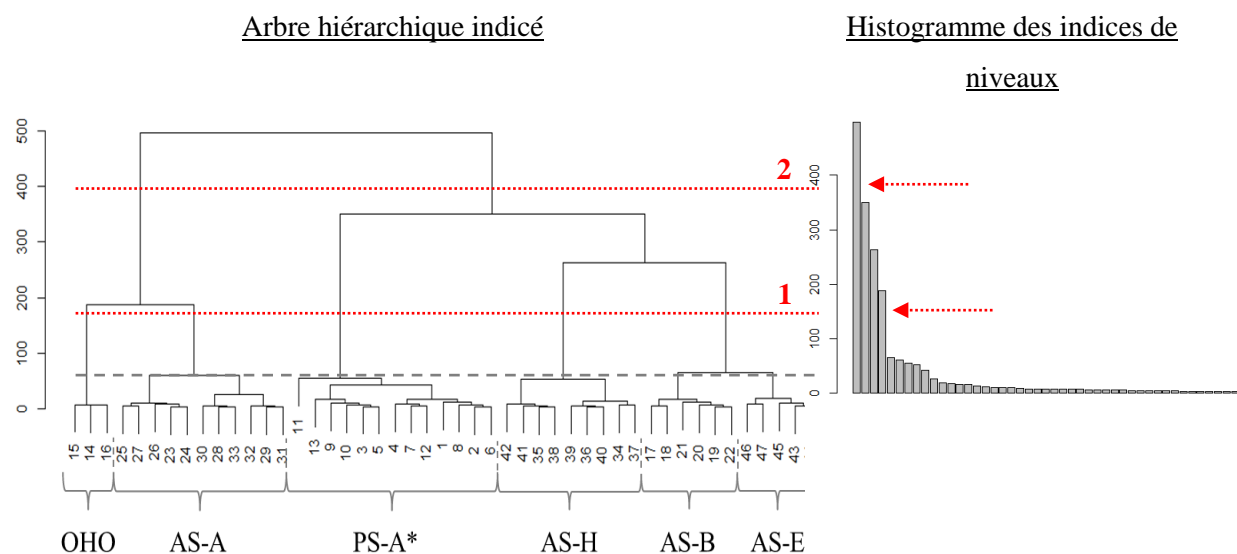 Arbre hiérarchique indicé
Histogramme des indices de
niveaux
500
400
300
200
100
0
2
1
400
300
200
100
0
15 14 16 25 27 26 23 24 30 28 33 32 29 31 11 13 9 10 3 5 4 7 12 1 8 2 6 42 41 35 38 39 36 40 34 37 17 18 21 20 19 22 46 47 45 43
OHO AS-A PS-A* AS-H AS-B AS-E